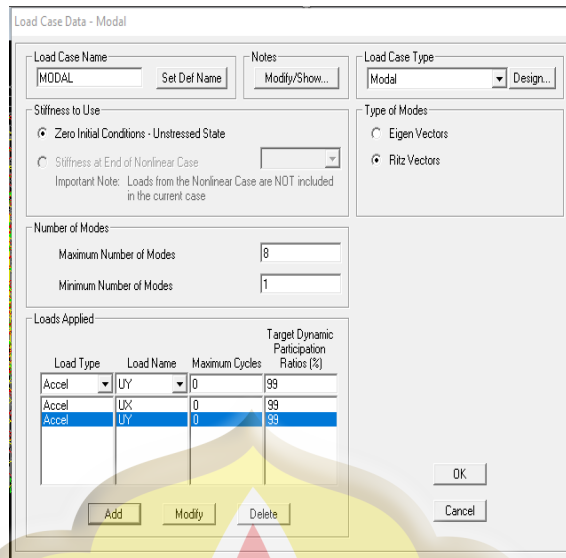 Load Case Data - Modal
Load Case Name
MODAL
Set Def Name
Notes
Modify/Show...
Load Case Type
Modal
Design...
Stiffness to Use
Zero Initial Conditions - Unstressed State
Stiffness at End of Nonlinear Case
Important Note: Loads from the Nonlinear Case are NOT included
in the current case
Type of Modes
Eigen Vectors
Ritz Vectors
Number of Modes
Maximum Number of Modes 8
Minimum Number of Modes 1
Loads Applied
Target Dynamic
Participation
Load Type Load Name Maximum Cycles Ratios (%)
Accel UY 0 99
Accel UX 0 99
Accel UY 0 99
Add Modify Delete
OK
Cancel